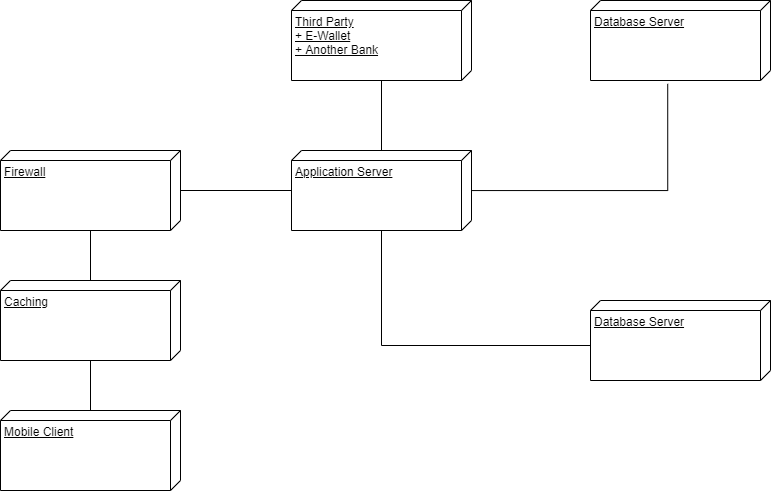 Third Party
+ E-Wallet
+ Another Bank
Database Server
Firewall
Application Server
Caching
Database Server
Mobile Client